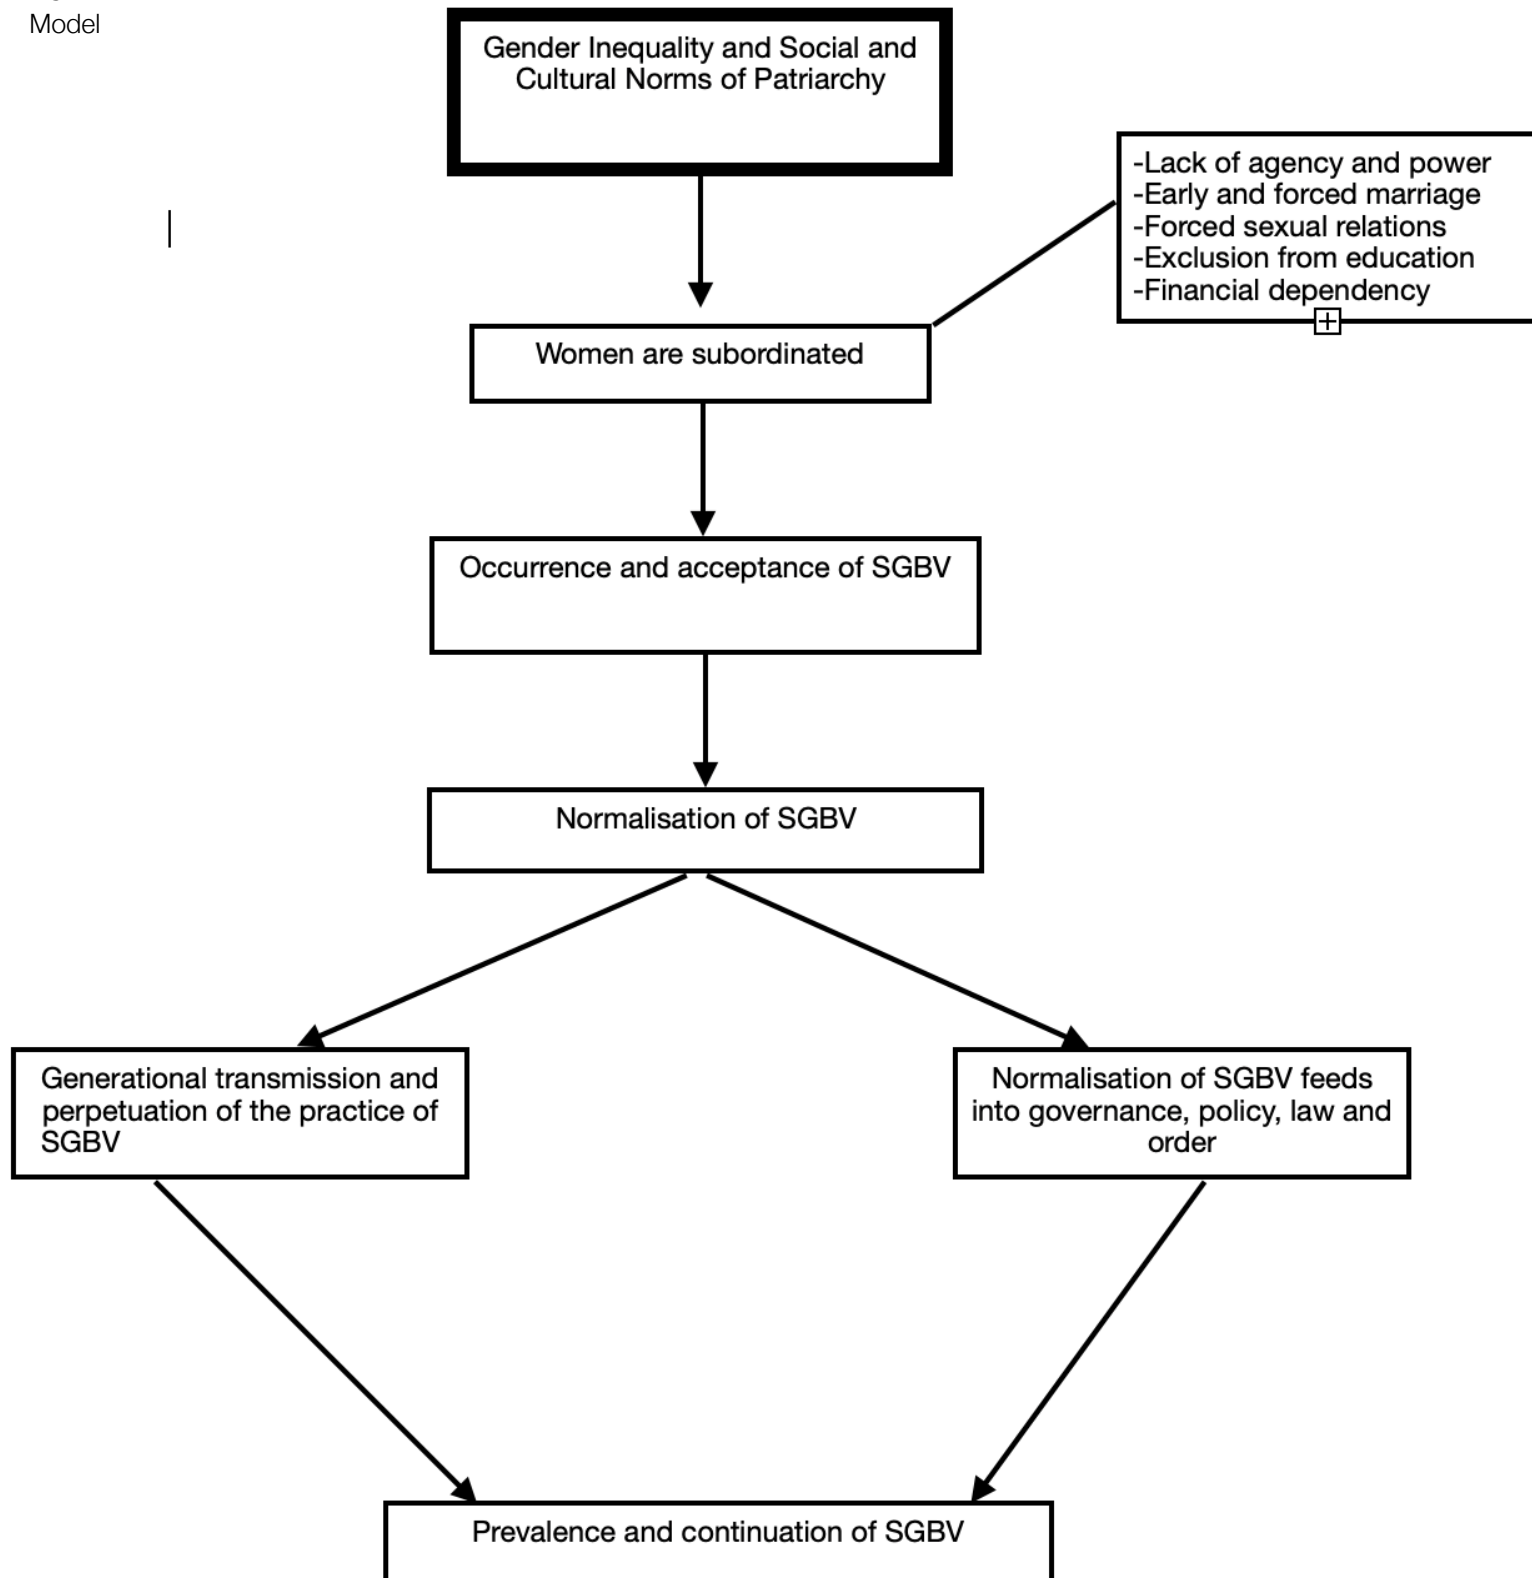 Model
Gender Inequality and Social and
Cultural Norms of Patriarchy
-Lack of agency and power
-Early and forced marriage
-Forced sexual relations
-Exclusion from education
-Financial dependency
Women are subordinated
Occurrence and acceptance of SGBV
Normalisation of SGBV
Generational transmission and
perpetuation of the practice of
SGBV
Normalisation of SGBV feeds
into governance, policy, law and
order
Prevalence and continuation of SGBV